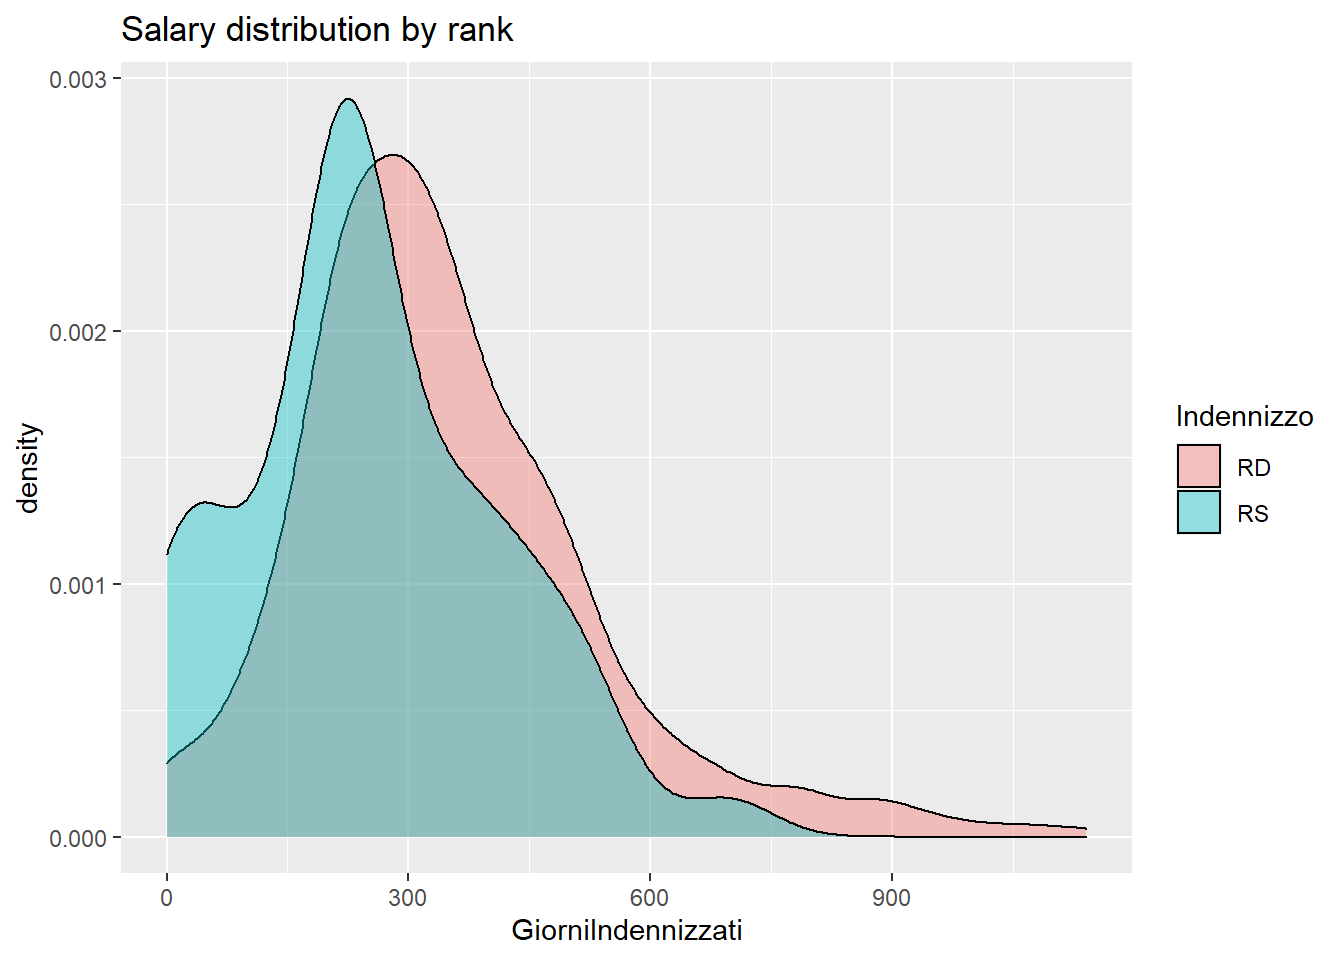 Salary distribution by rank
0.003
0.002
0.001
0.000
density
0
300
600
900
GiorniIndennizzati
Indennizzo
RD
RS